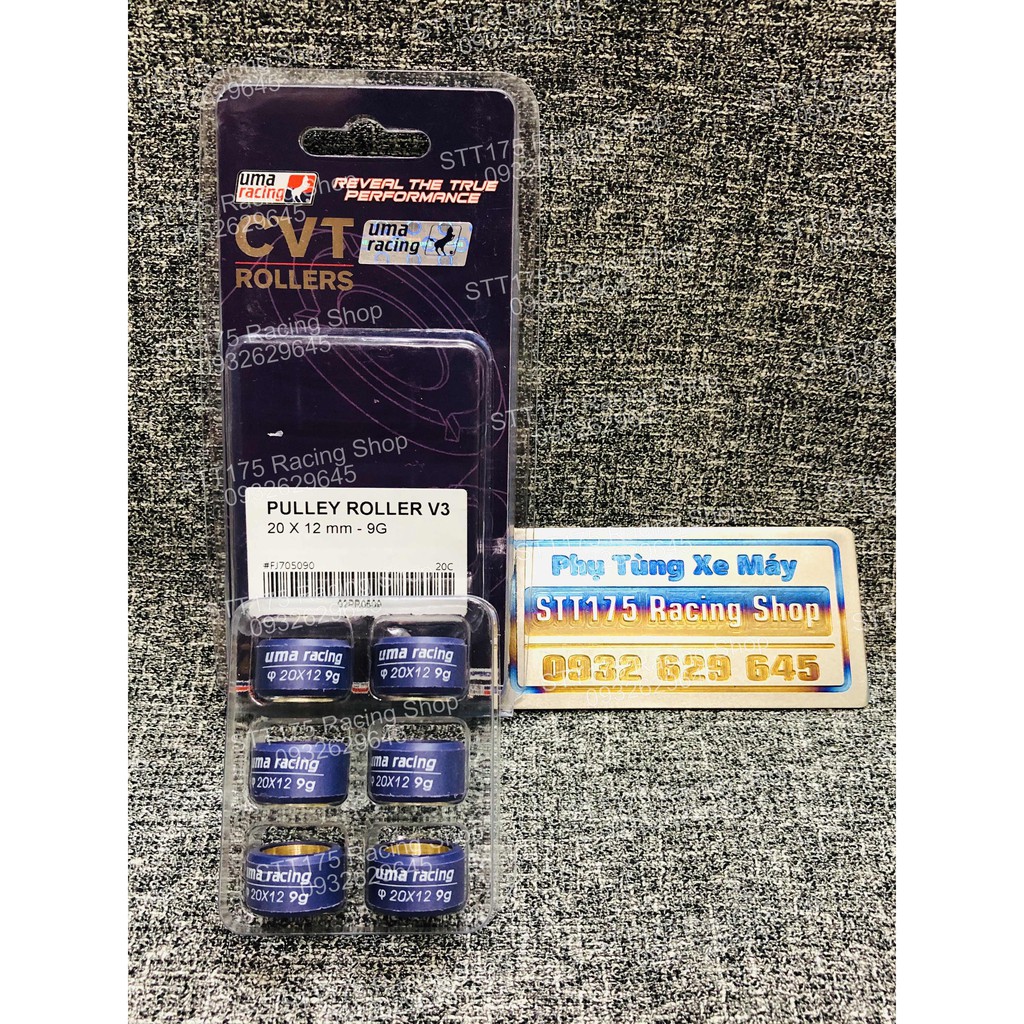 STT175 Racing Shop
0932629645
uma
racing
REVEAL THE TRUE
PERFORMANCE
CVT
ROLLERS
uma
racing
PULLEY ROLLER V3
20 X 12 mm - 9G
#FJ705090
20C
uma racing
φ 20X12 9g
uma racing
φ 20X12 9g
uma racing
φ 20X12 9g
uma racing
φ 20X12 9g
uma racing
φ 20X12 9g
uma racing
φ 20X12 9g
Phụ Tùng Xe Máy
STT175 Racing Shop
0932 629 645